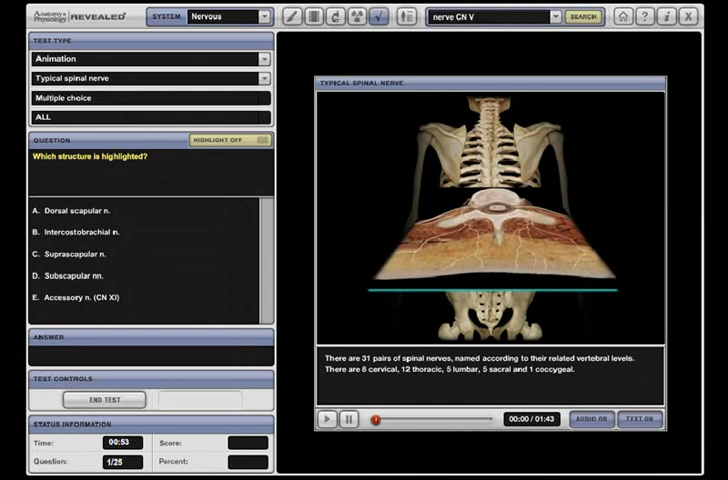 Anatomy & Physiology | REVEALED
SYSTEM Nervous
nerve CN V
SEARCH
TEST TYPE
Animation
Typical spinal nerve
Multiple choice
ALL
QUESTION
HIGHLIGHT OFF
Which structure is highlighted?
A. Dorsal scapular n.
B. Intercostobrachial n.
C. Suprascapular n.
D. Subscapular nn.
E. Accessory n. (CN XI)
ANSWER
TEST CONTROLS
END TEST
STATUS INFORMATION
Time: 00:53 Score:
Question: 1/25 Percent:
TYPICAL SPINAL NERVE
There are 31 pairs of spinal nerves, named according to their related vertebral levels.
There are 8 cervical, 12 thoracic, 5 lumbar, 5 sacral and 1 coccygeal.
00:00 / 01:43
AUDIO ON
TEXT ON